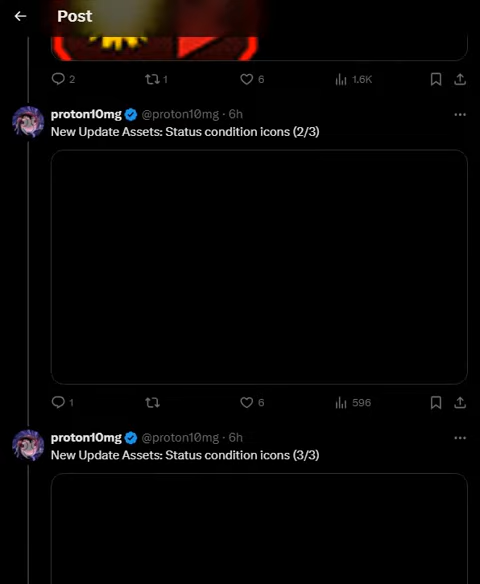 Post
2 1 6 1.6K
proton10mg @proton10mg · 6h
New Update Assets: Status condition icons (2/3)
1 6 596
proton10mg @proton10mg · 6h
New Update Assets: Status condition icons (3/3)